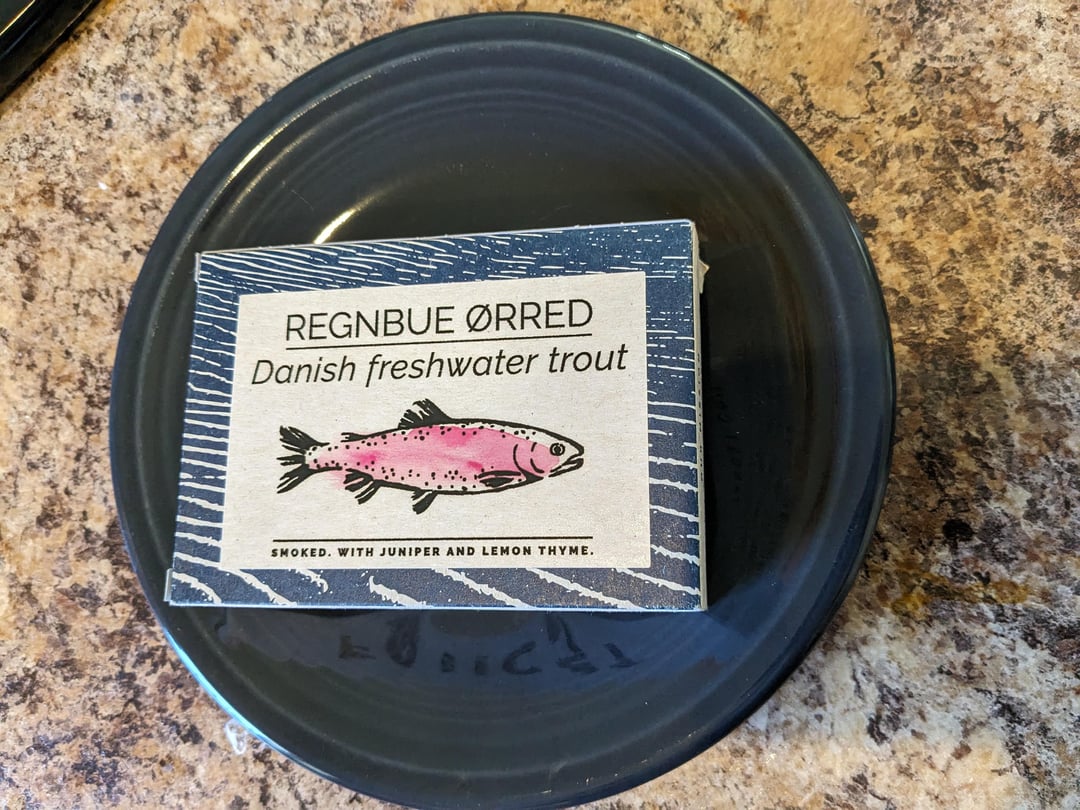 REGNBUE ØRRED
Danish freshwater trout
SMOKED. WITH JUNIPER AND LEMON THYME.